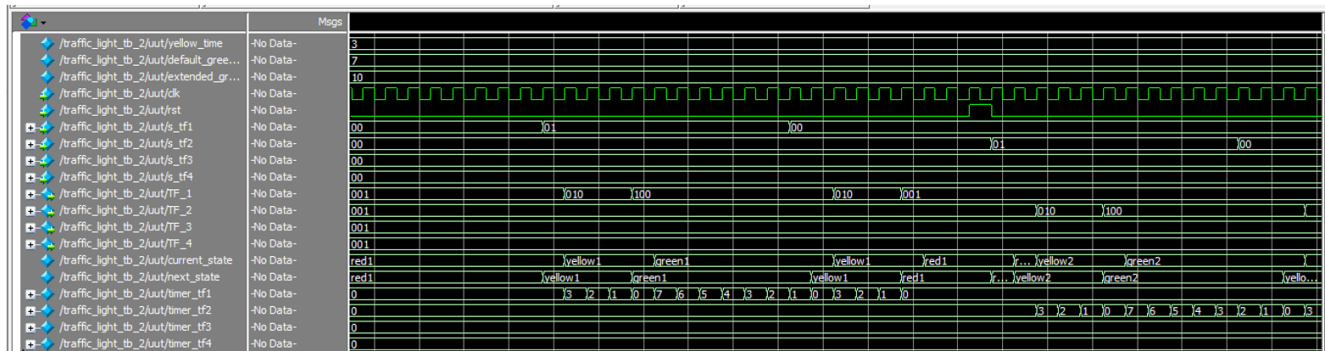 Msgs
/traffic_light_tb_2/uut/yellow_time -No Data- 3
/traffic_light_tb_2/uut/default_gree... -No Data- 7
/traffic_light_tb_2/uut/extended_gr... -No Data- 10
/traffic_light_tb_2/uut/clk -No Data-
/traffic_light_tb_2/uut/rst -No Data-
/traffic_light_tb_2/uut/s_tf1 -No Data- 00 01 00
/traffic_light_tb_2/uut/s_tf2 -No Data- 00 01 00
/traffic_light_tb_2/uut/s_tf3 -No Data- 00
/traffic_light_tb_2/uut/s_tf4 -No Data- 00
/traffic_light_tb_2/uut/TF_1 -No Data- 001 010 100 010 001
/traffic_light_tb_2/uut/TF_2 -No Data- 001 010 100
/traffic_light_tb_2/uut/TF_3 -No Data- 001
/traffic_light_tb_2/uut/TF_4 -No Data- 001
/traffic_light_tb_2/uut/current_state -No Data- red1 yellow1 green1 yellow1 red1 r... yellow2 green2
/traffic_light_tb_2/uut/next_state -No Data- red1 yellow1 green1 yellow1 red1 r... yellow2 green2 yello...
/traffic_light_tb_2/uut/timer_tf1 -No Data- 0 3 2 1 0 7 6 5 4 3 2 1 0 3 2 1 0
/traffic_light_tb_2/uut/timer_tf2 -No Data- 0 3 2 1 0 7 6 5 4 3 2 1 0 3
/traffic_light_tb_2/uut/timer_tf3 -No Data- 0
/traffic_light_tb_2/uut/timer_tf4 -No Data- 0